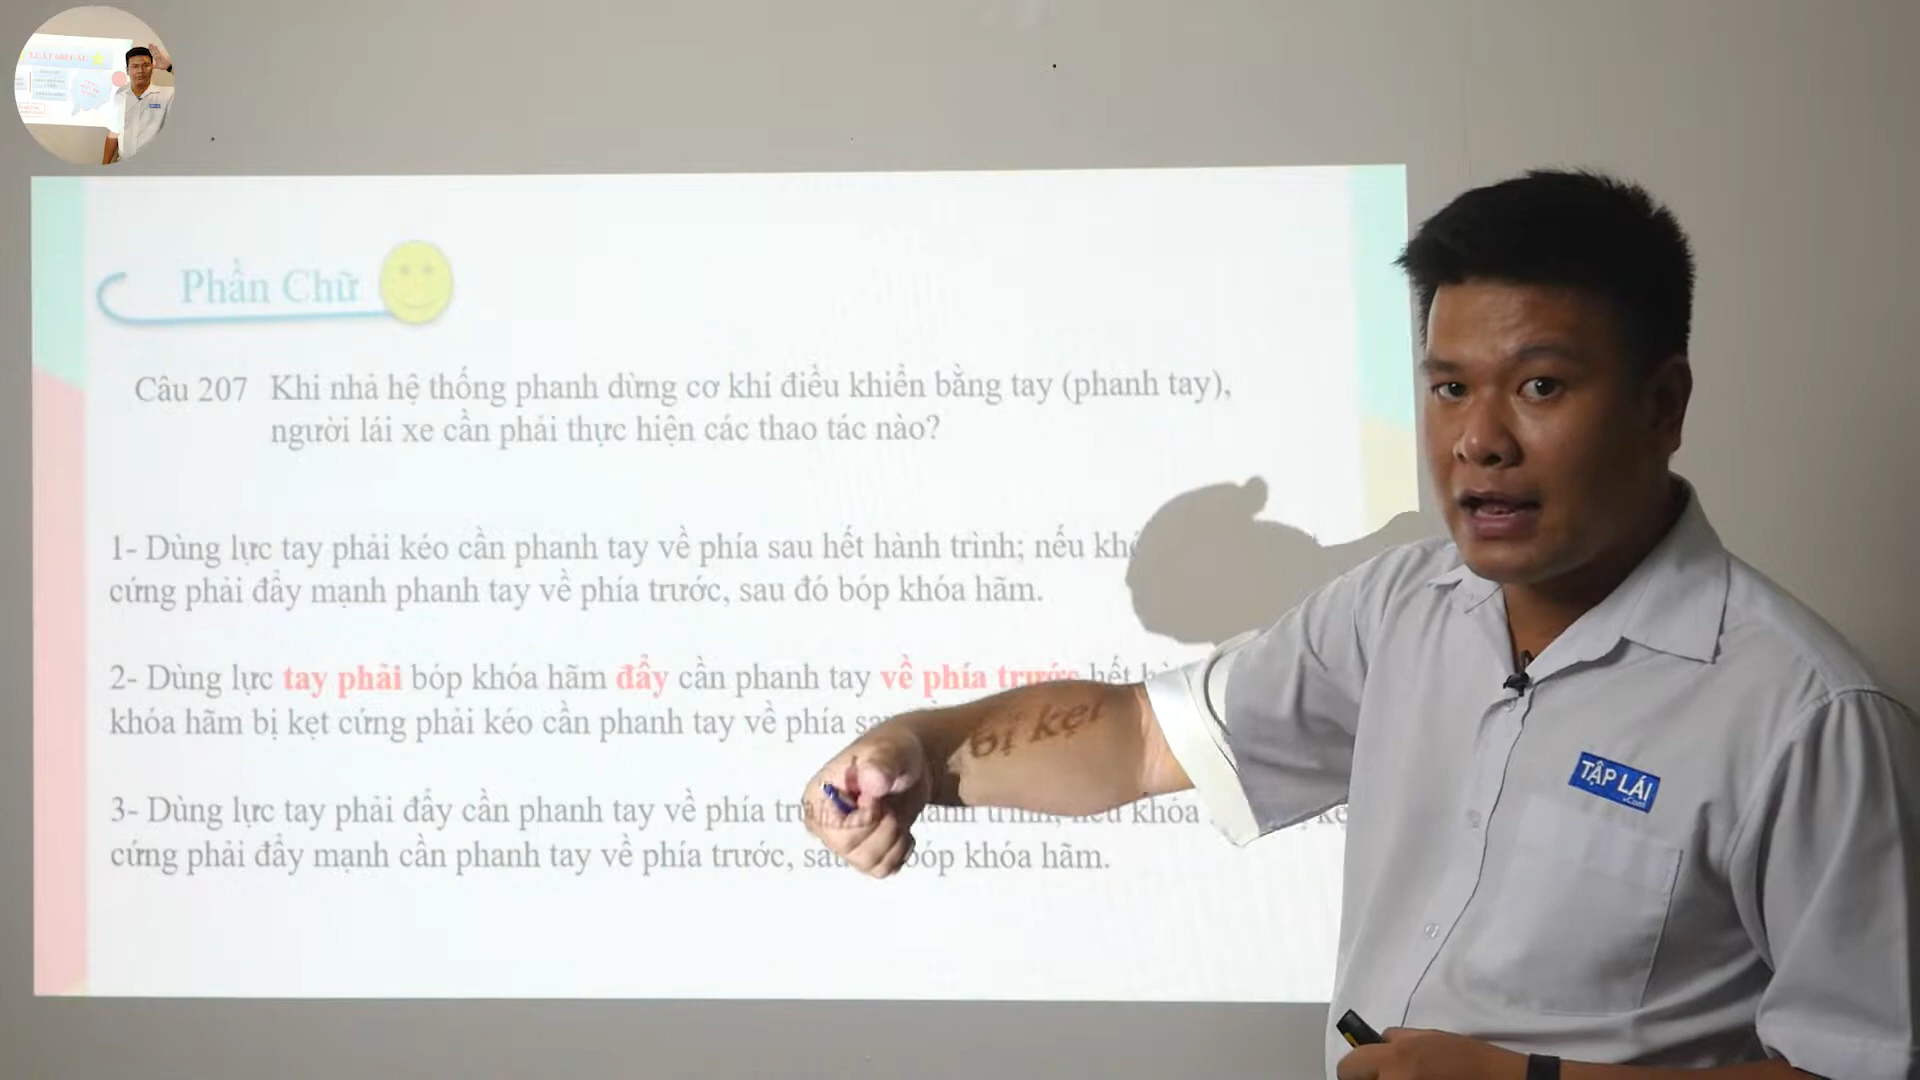 Phần Chữ
Câu 207 Khi nhả hệ thống phanh dừng cơ khí điều khiển bằng tay (phanh tay),
người lái xe cần phải thực hiện các thao tác nào?
1- Dùng lực tay phải kéo cần phanh tay về phía sau hết hành trình; nếu
cứng phải đẩy mạnh phanh tay về phía trước, sau đó bóp khóa hãm.
2- Dùng lực tay phải bóp khóa hãm đẩy cần phanh tay về phía trước hết
khóa hãm bị kẹt cứng phải kéo cần phanh tay về phía
bị kẹt
3- Dùng lực tay phải đẩy cần phanh tay về phía khóa
cứng phải đẩy mạnh cần phanh tay về phía trước, bóp khóa hãm.
TẬP LÁI